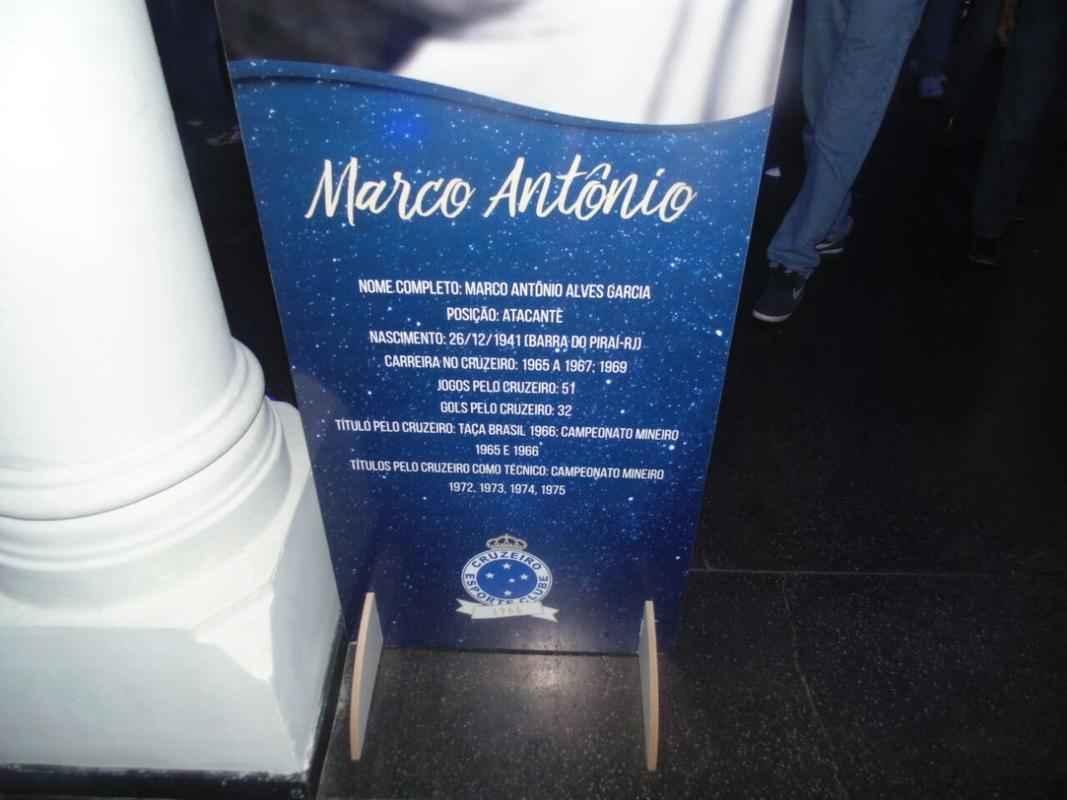 Marco Antônio
NOME COMPLETO: MARCO ANTÔNIO ALVES GARCIA
POSIÇÃO: ATACANTE
NASCIMENTO: 26/12/1941 (BARRA DO PIRAÍ-RJ)
CARREIRA NO CRUZEIRO: 1965 A 1967; 1969
JOGOS PELO CRUZEIRO: 51
GOLS PELO CRUZEIRO: 32
TÍTULO PELO CRUZEIRO: TAÇA BRASIL 1966; CAMPEONATO MINEIRO
1965 E 1966
TÍTULOS PELO CRUZEIRO COMO TÉCNICO: CAMPEONATO MINEIRO
1972, 1973, 1974, 1975
CRUZEIRO
ESPORTE CLUBE
1966